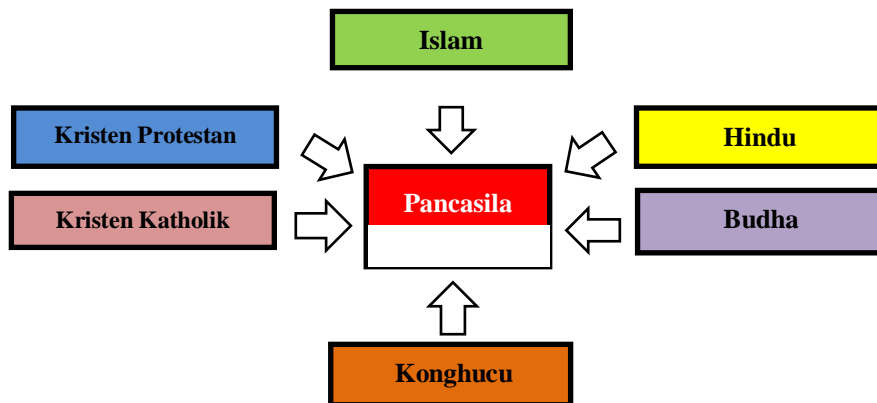 Islam
Kristen Protestan
Hindu
Pancasila
Kristen Katholik
Budha
Konghucu